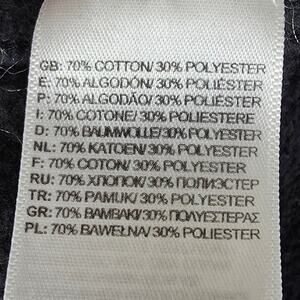 GB: 70% COTTON/ 30% POLYESTER
E: 70% ALGODÓN/ 30% POLIÉSTER
P: 70% ALGODÃO/ 30% POLIÉSTER
I: 70% COTONE/ 30% POLIESTERE
D: 70% BAUMWOLLE/ 30% POLYESTER
NL: 70% KATOEN/ 30% POLYESTER
F: 70% COTON/ 30% POLYESTER
RU: 70% ХЛОПОК/ 30% ПОЛИЭСТЕР
TR: 70% PAMUK/ 30% POLYESTER
GR: 70% ΒΑΜΒΑΚΙ/ 30% ΠΟΛΥΕΣΤΕΡΑΣ
PL: 70% BAWEŁNA/ 30% POLIESTER